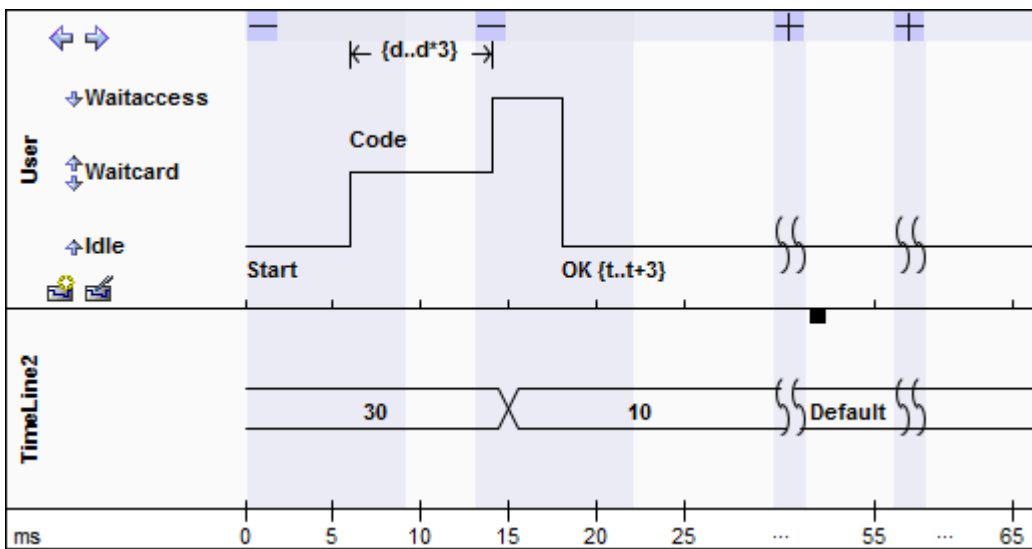 {d..d*3}
Waitaccess
Code
User
Waitcard
Idle
Start
OK {t..t+3}
TimeLine2
30
10
Default
ms
0 5 10 15 20 25 ... 55 ... 65